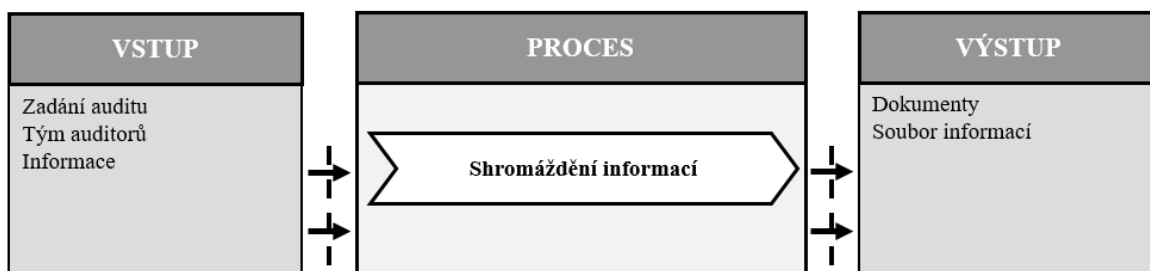 VSTUP
Zadání auditu
Tým auditorů
Informace
PROCES
Shromáždění informací
VÝSTUP
Dokumenty
Soubor informací